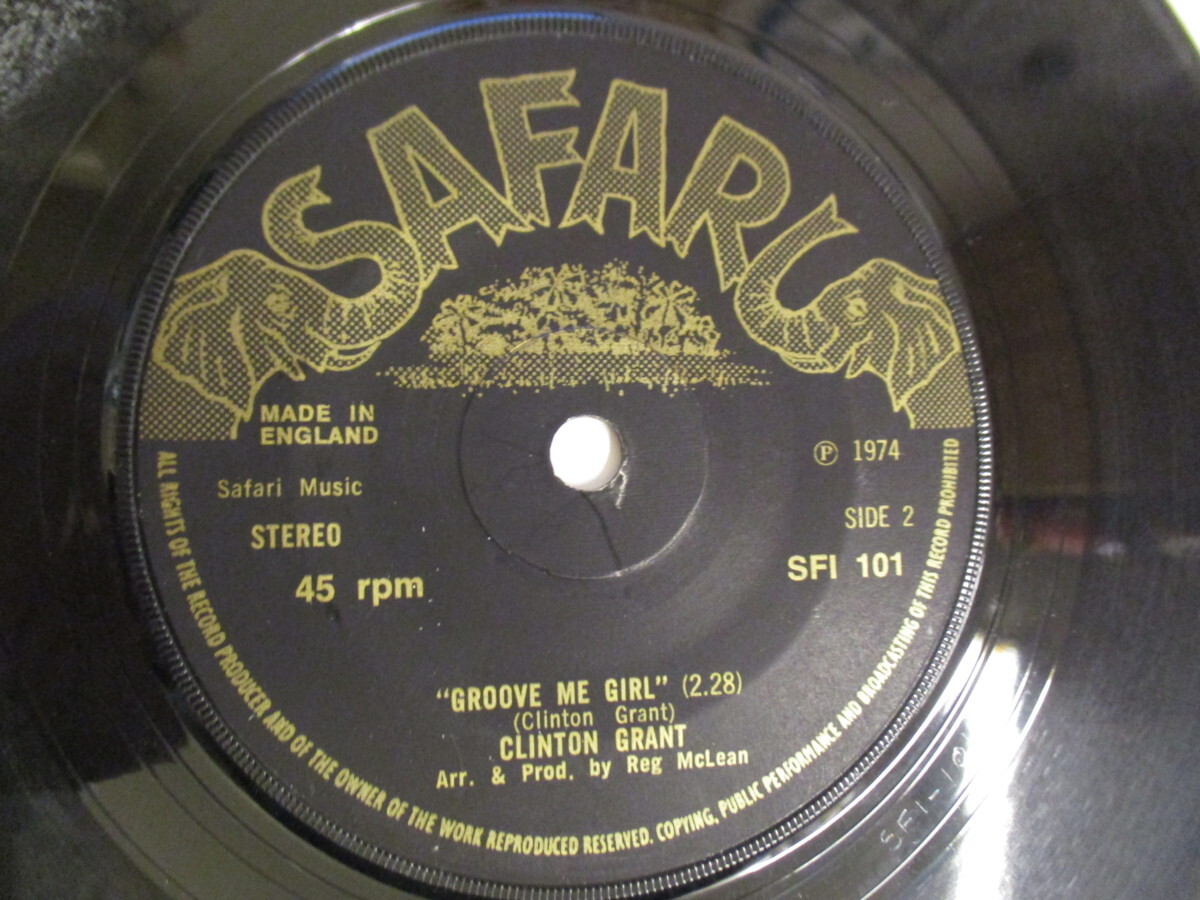 SAFARI
MADE IN
ENGLAND
Safari Music
STEREO
45 rpm
℗ 1974
SIDE 2
SFI 101
"GROOVE ME GIRL" (2.28)
(Clinton Grant)
CLINTON GRANT
Arr. & Prod. by Reg McLean
ALL RIGHTS OF THE RECORD PRODUCER AND OF THE OWNER OF THE WORK REPRODUCED RESERVED. COPYING, PUBLIC PERFORMANCE AND BROADCASTING OF THIS RECORD PROHIBITED